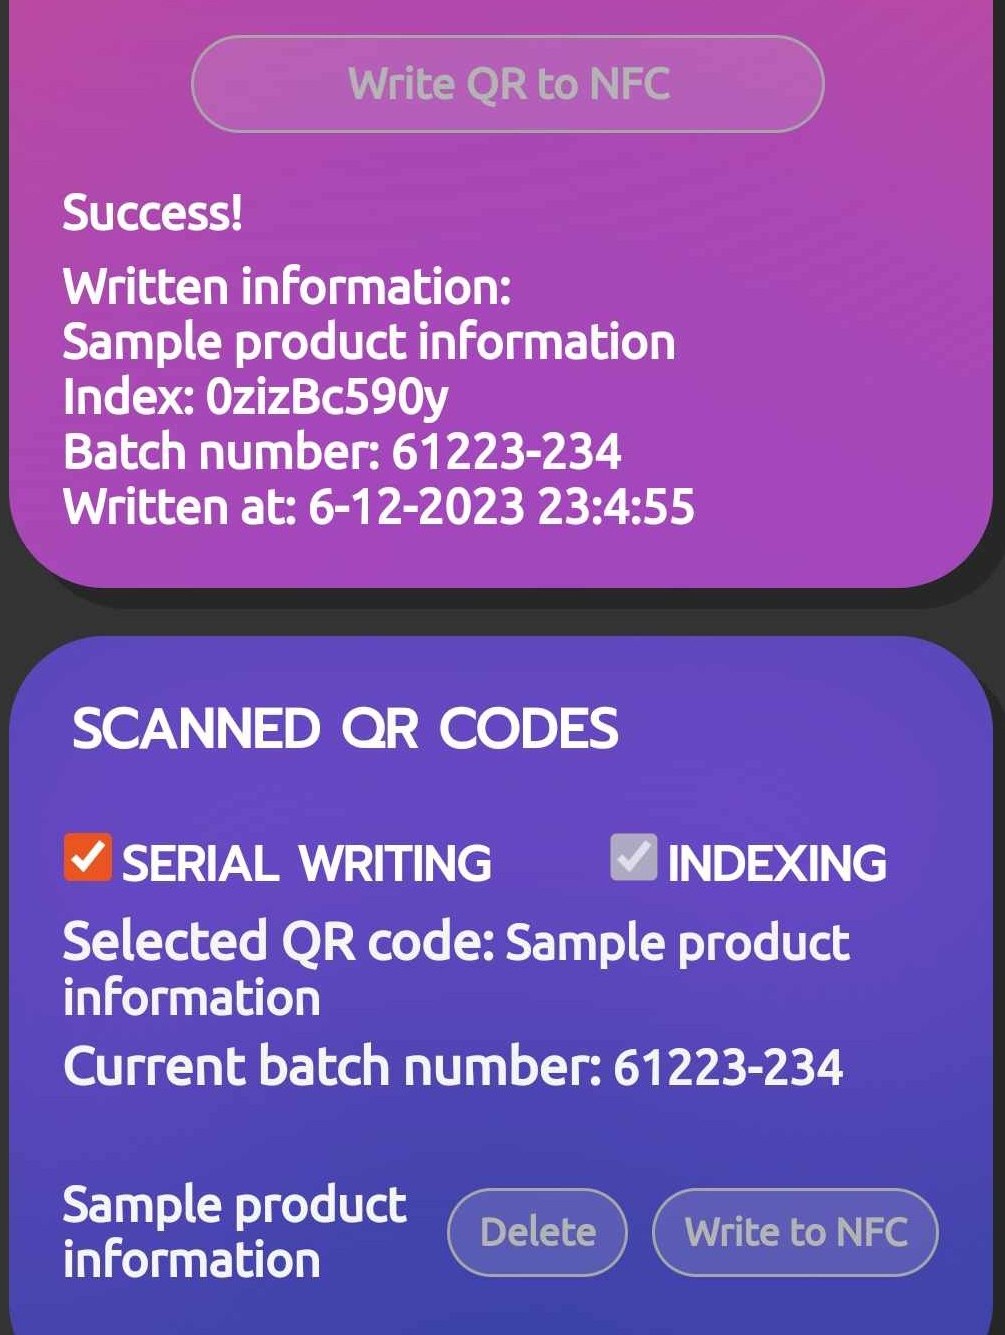 Write QR to NFC
Success!
Written information:
Sample product information
Index: 0zizBc590y
Batch number: 61223-234
Written at: 6-12-2023 23:4:55
SCANNED QR CODES
SERIAL WRITING
INDEXING
Selected QR code: Sample product
information
Current batch number: 61223-234
Sample product
information
Delete
Write to NFC